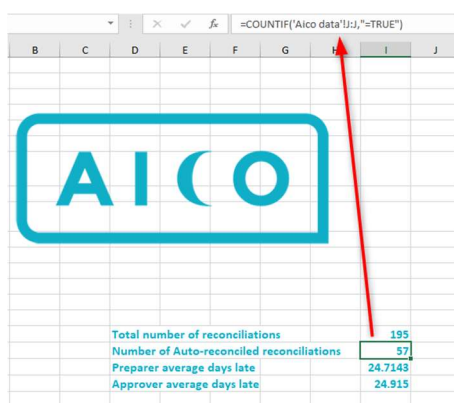 fx =COUNTIF('Aico data'!J:J,"=TRUE")
B C D E F G H I J
AICO
Total number of reconciliations 195
Number of Auto-reconciled reconciliations 57
Preparer average days late 24.7143
Approver average days late 24.915